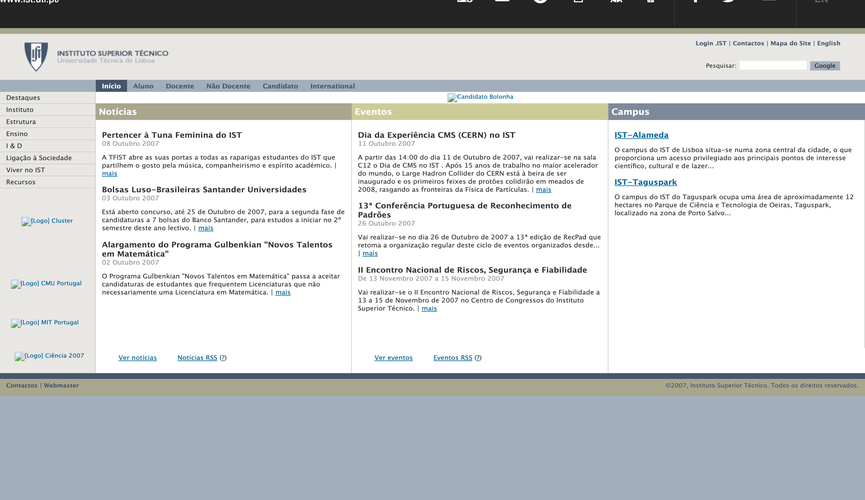 www.ist.utl.pt/
EN
INSTITUTO SUPERIOR TÉCNICO
Universidade Técnica de Lisboa
Login .IST | Contactos | Mapa do Site | English
Pesquisar:
Google
Início Aluno Docente Não Docente Candidato International
Destaques
Instituto
Estrutura
Ensino
I & D
Ligação à Sociedade
Viver no IST
Recursos
[Logo] Cluster
[Logo] CMU Portugal
[Logo] MIT Portugal
[Logo] Ciência 2007
Candidato Bolonha
Notícias
Pertencer à Tuna Feminina do IST
08 Outubro 2007
A TFIST abre as suas portas a todas as raparigas estudantes do IST que
partilhem o gosto pela música, companheirismo e espírito académico. |
mais
Bolsas Luso-Brasileiras Santander Universidades
03 Outubro 2007
Está aberto concurso, até 25 de Outubro de 2007, para a segunda fase de
candidaturas a 7 bolsas do Banco Santander, para estudos a iniciar no 2º
semestre deste ano lectivo. | mais
Alargamento do Programa Gulbenkian "Novos Talentos
em Matemática"
02 Outubro 2007
O Programa Gulbenkian "Novos Talentos em Matemática" passa a aceitar
candidaturas de estudantes que frequentem Licenciaturas que não
necessariamente uma Licenciatura em Matemática. | mais
Ver notícias Notícias RSS (?)
Eventos
Dia da Experiência CMS (CERN) no IST
11 Outubro 2007
A partir das 14:00 do dia 11 de Outubro de 2007, vai realizar-se na sala
C12 o Dia de CMS no IST . Após 15 anos de trabalho no maior acelerador
do mundo, o Large Hadron Collider do CERN está à beira de ser
inaugurado e os primeiros feixes de protões colidirão em meados de
2008, rasgando as fronteiras da Física de Partículas. | mais
13ª Conferência Portuguesa de Reconhecimento de
Padrões
26 Outubro 2007
Vai realizar-se no dia 26 de Outubro de 2007 a 13ª edição de RecPad que
retoma a organização regular deste ciclo de eventos organizados desde...
| mais
II Encontro Nacional de Riscos, Segurança e Fiabilidade
De 13 Novembro 2007 a 15 Novembro 2007
Vai realizar-se o II Encontro Nacional de Riscos, Segurança e Fiabilidade a
13 a 15 de Novembro de 2007 no Centro de Congressos do Instituto
Superior Técnico. | mais
Ver eventos Eventos RSS (?)
Campus
IST-Alameda
O campus do IST de Lisboa situa-se numa zona central da cidade, o que
proporciona um acesso privilegiado aos principais pontos de interesse
científico, cultural e de lazer...
IST-Taguspark
O campus do IST do Taguspark ocupa uma área de aproximadamente 12
hectares no Parque de Ciência e Tecnologia de Oeiras, Taguspark,
localizado na zona de Porto Salvo...
Contactos | Webmaster
©2007, Instituto Superior Técnico. Todos os direitos reservados.